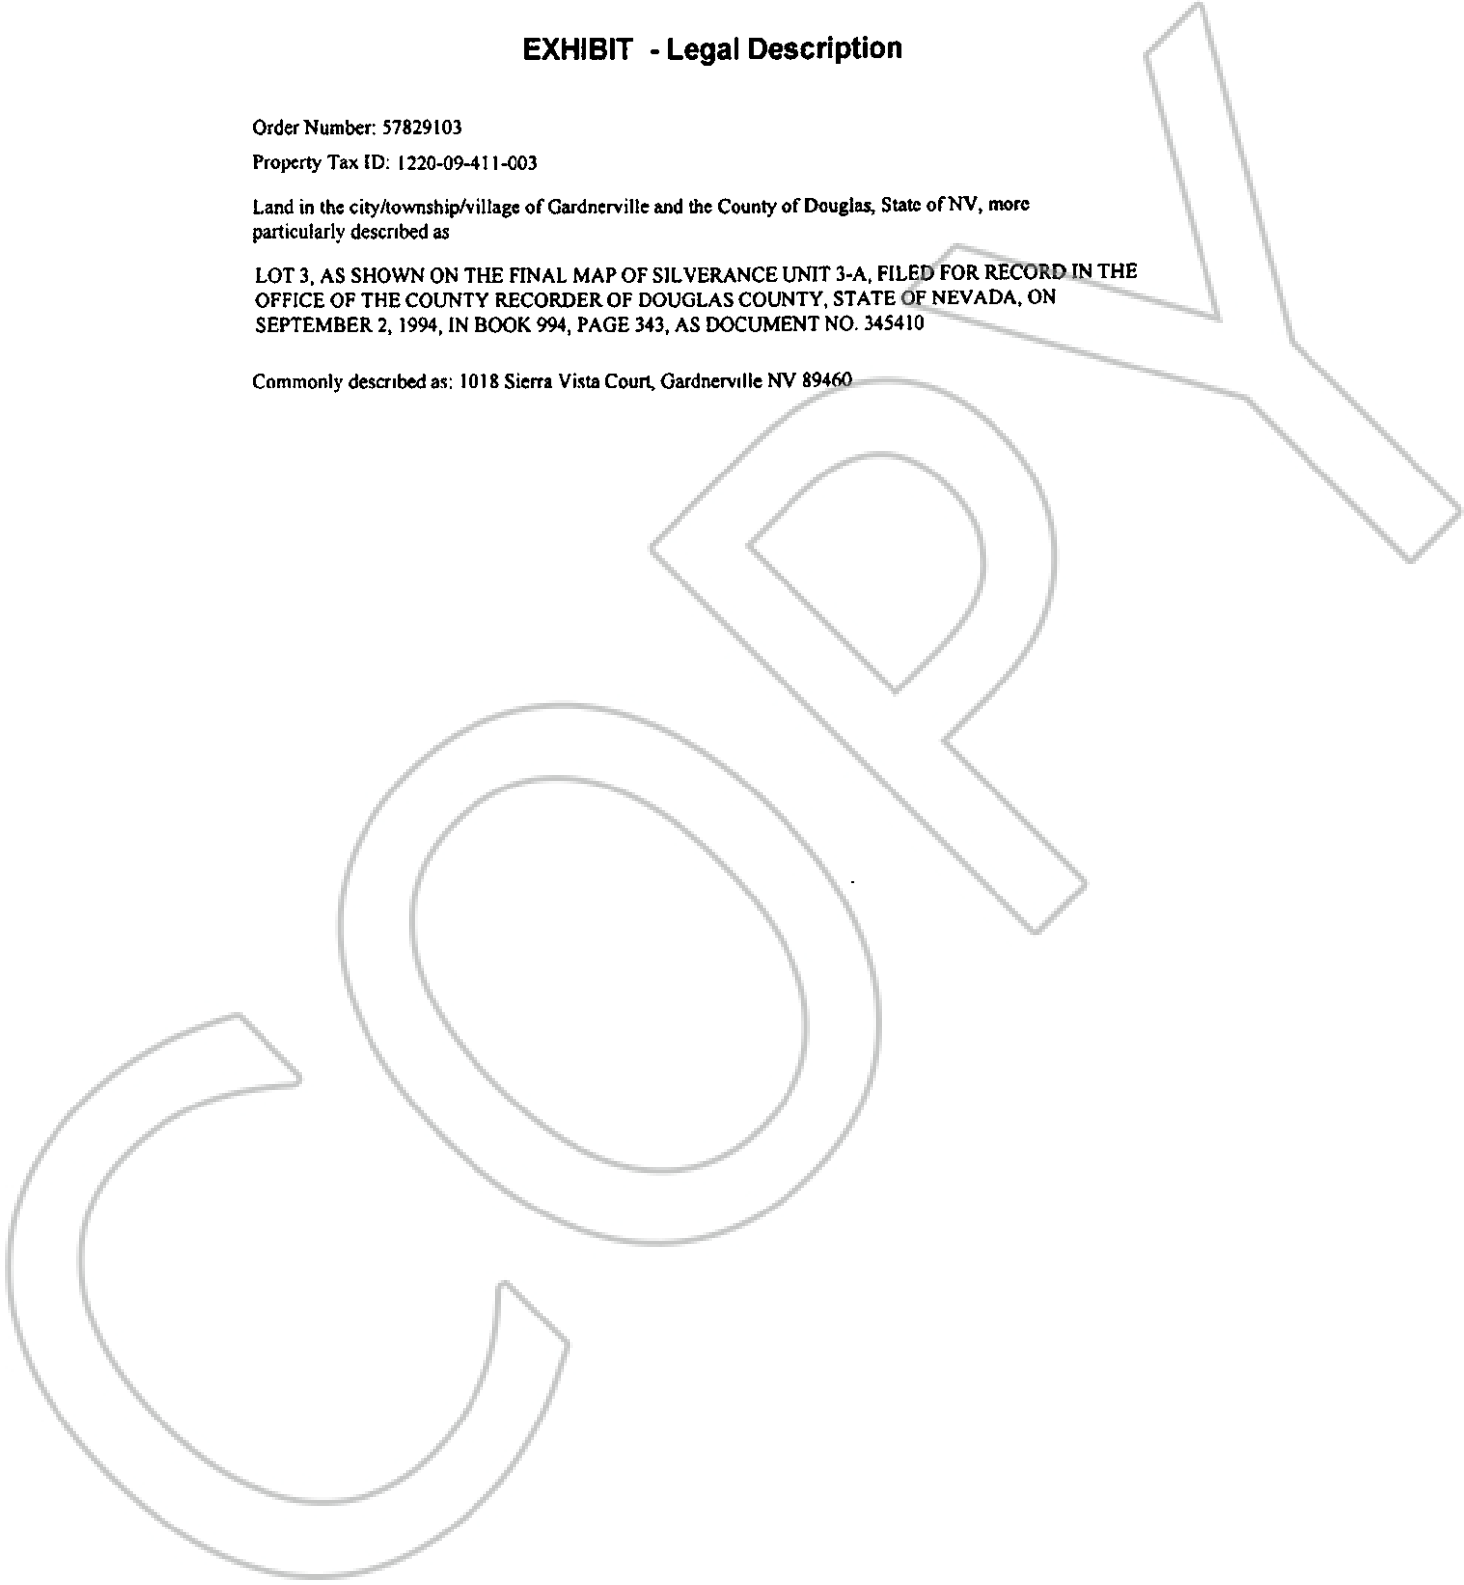 EXHIBIT - Legal Description
Order Number: 57829103
Property Tax ID: 1220-09-411-003
Land in the city/township/village of Gardnerville and the County of Douglas, State of NV, more
particularly described as
LOT 3, AS SHOWN ON THE FINAL MAP OF SILVERANCE UNIT 3-A, FILED FOR RECORD IN THE
OFFICE OF THE COUNTY RECORDER OF DOUGLAS COUNTY, STATE OF NEVADA, ON
SEPTEMBER 2, 1994, IN BOOK 994, PAGE 343, AS DOCUMENT NO. 345410
Commonly described as: 1018 Sierra Vista Court, Gardnerville NV 89460
COPY